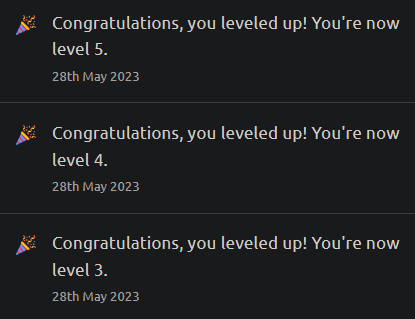 Congratulations, you leveled up! You're now
level 5.
28th May 2023
Congratulations, you leveled up! You're now
level 4.
28th May 2023
Congratulations, you leveled up! You're now
level 3.
28th May 2023